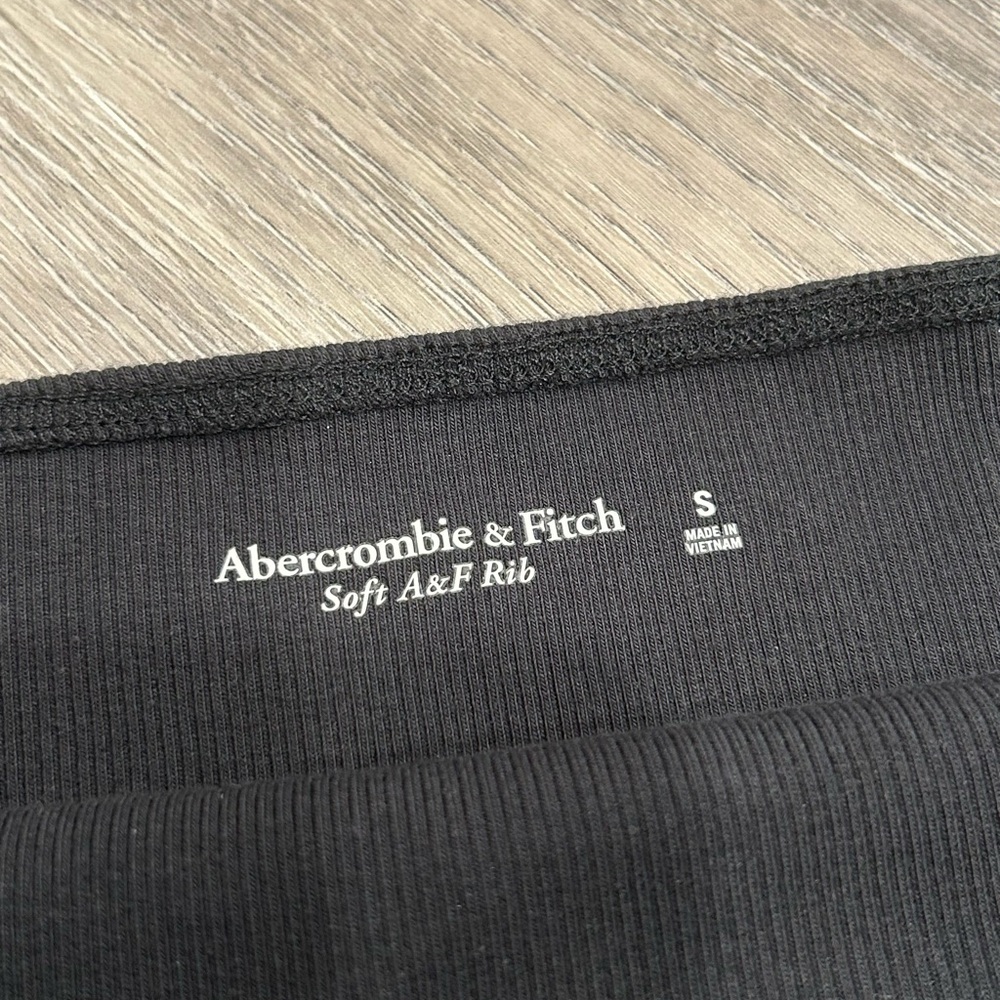 Abercrombie & Fitch
Soft A&F Rib
S
MADE IN
VIETNAM